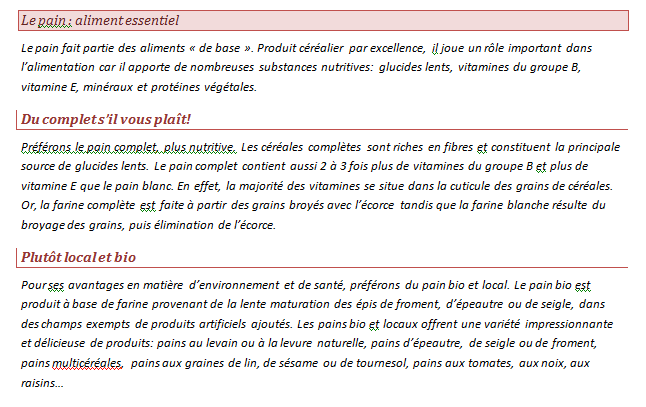 Le pain : aliment essentiel
Le pain fait partie des aliments « de base ». Produit céréalier par excellence, il joue un rôle important dans
l’alimentation car il apporte de nombreuses substances nutritives: glucides lents, vitamines du groupe B,
vitamine E, minéraux et protéines végétales.
Du complet s’il vous plaît!
Préférons le pain complet, plus nutritive. Les céréales complètes sont riches en fibres et constituent la principale
source de glucides lents. Le pain complet contient aussi 2 à 3 fois plus de vitamines du groupe B et plus de
vitamine E que le pain blanc. En effet, la majorité des vitamines se situe dans la cuticule des grains de céréales.
Or, la farine complète est faite à partir des grains broyés avec l’écorce tandis que la farine blanche résulte du
broyage des grains, puis élimination de l’écorce.
Plutôt local et bio
Pour ses avantages en matière d’environnement et de santé, préférons du pain bio et local. Le pain bio est
produit à base de farine provenant de la lente maturation des épis de froment, d’épeautre ou de seigle, dans
des champs exempts de produits artificiels ajoutés. Les pains bio et locaux offrent une variété impressionnante
et délicieuse de produits: pains au levain ou à la levure naturelle, pains d’épeautre, de seigle ou de froment,
pains multicéréales, pains aux graines de lin, de sésame ou de tournesol, pains aux tomates, aux noix, aux
raisins…